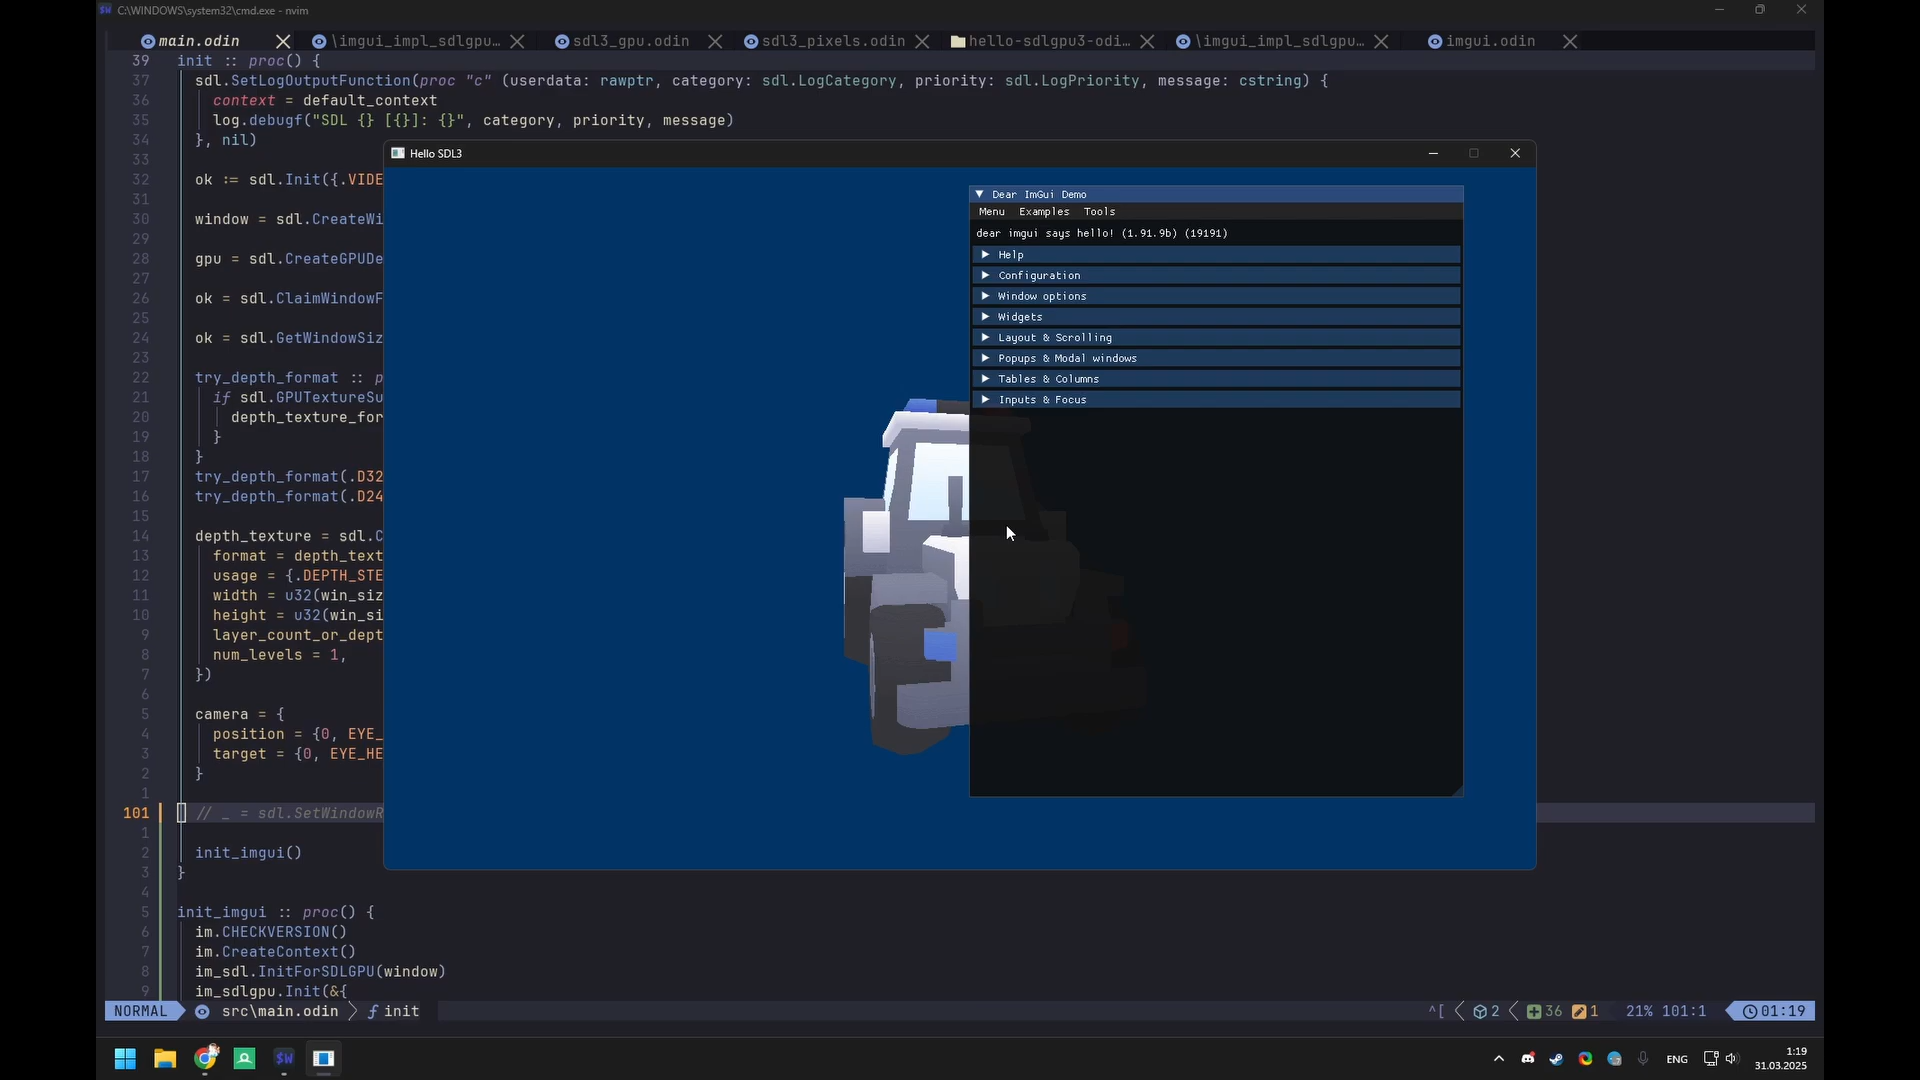 C:\WINDOWS\system32\cmd.exe - nvim
main.odin
\imgui_impl_sdlgpu…
sdl3_gpu.odin
sdl3_pixels.odin
hello-sdlgpu3-odi…
\imgui_impl_sdlgpu…
imgui.odin
39 init :: proc() {
37 sdl.SetLogOutputFunction(proc "c" (userdata: rawptr, category: sdl.LogCategory, priority: sdl.LogPriority, message: cstring) {
36 context = default_context
35 log.debugf("SDL {} [{}]: {}", category, priority, message)
34 }, nil)
33
32 ok := sdl.Init({.VIDE
31
30 window = sdl.CreateWi
29
28 gpu = sdl.CreateGPUDe
27
26 ok = sdl.ClaimWindowF
25
24 ok = sdl.GetWindowSiz
23
22 try_depth_format :: p
21 if sdl.GPUTextureSu
20 depth_texture_for
19 }
18 }
17 try_depth_format(.D32
16 try_depth_format(.D24
15
14 depth_texture = sdl.C
13 format = depth_text
12 usage = {.DEPTH_STE
11 width = u32(win_siz
10 height = u32(win_si
9 layer_count_or_dept
8 num_levels = 1,
7 })
6
5 camera = {
4 position = {0, EYE_
3 target = {0, EYE_HE
2 }
1
101 // _ = sdl.SetWindowR
1
2 init_imgui()
3 }
4
5 init_imgui :: proc() {
6 im.CHECKVERSION()
7 im.CreateContext()
8 im_sdl.InitForSDLGPU(window)
9 im_sdlgpu.Init(&{
Hello SDL3
Dear ImGui Demo
Menu Examples Tools
dear imgui says hello! (1.91.9b) (19191)
Help
Configuration
Window options
Widgets
Layout & Scrolling
Popups & Modal windows
Tables & Columns
Inputs & Focus
NORMAL src\main.odin ƒ init ^[ 2 36 1 21% 101:1 01:19
$W
ENG
1:19
31.03.2025